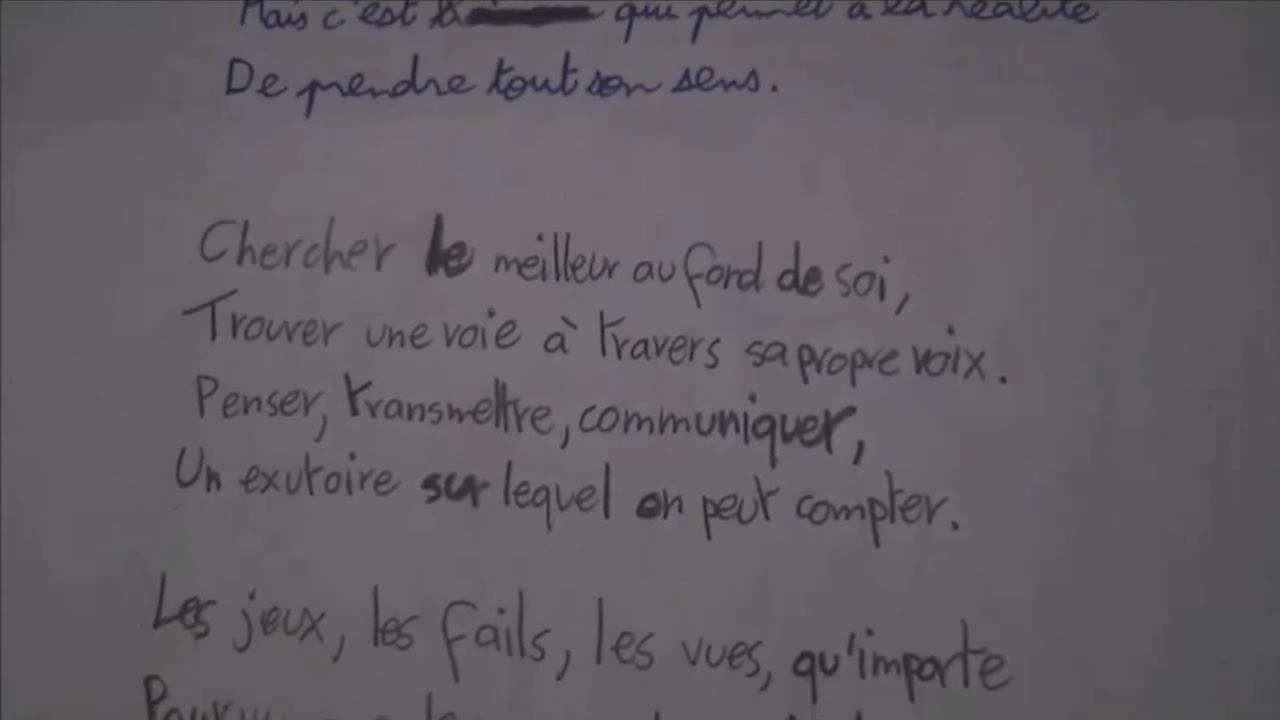 Mais c'est qui permet à la réalité
De prendre tout son sens.
Chercher le meilleur au fond de soi,
Trouver une voie à travers sa propre voix.
Penser, transmettre, communiquer,
Un exutoire sur lequel on peut compter.
Les jeux, les fails, les vues, qu'importe